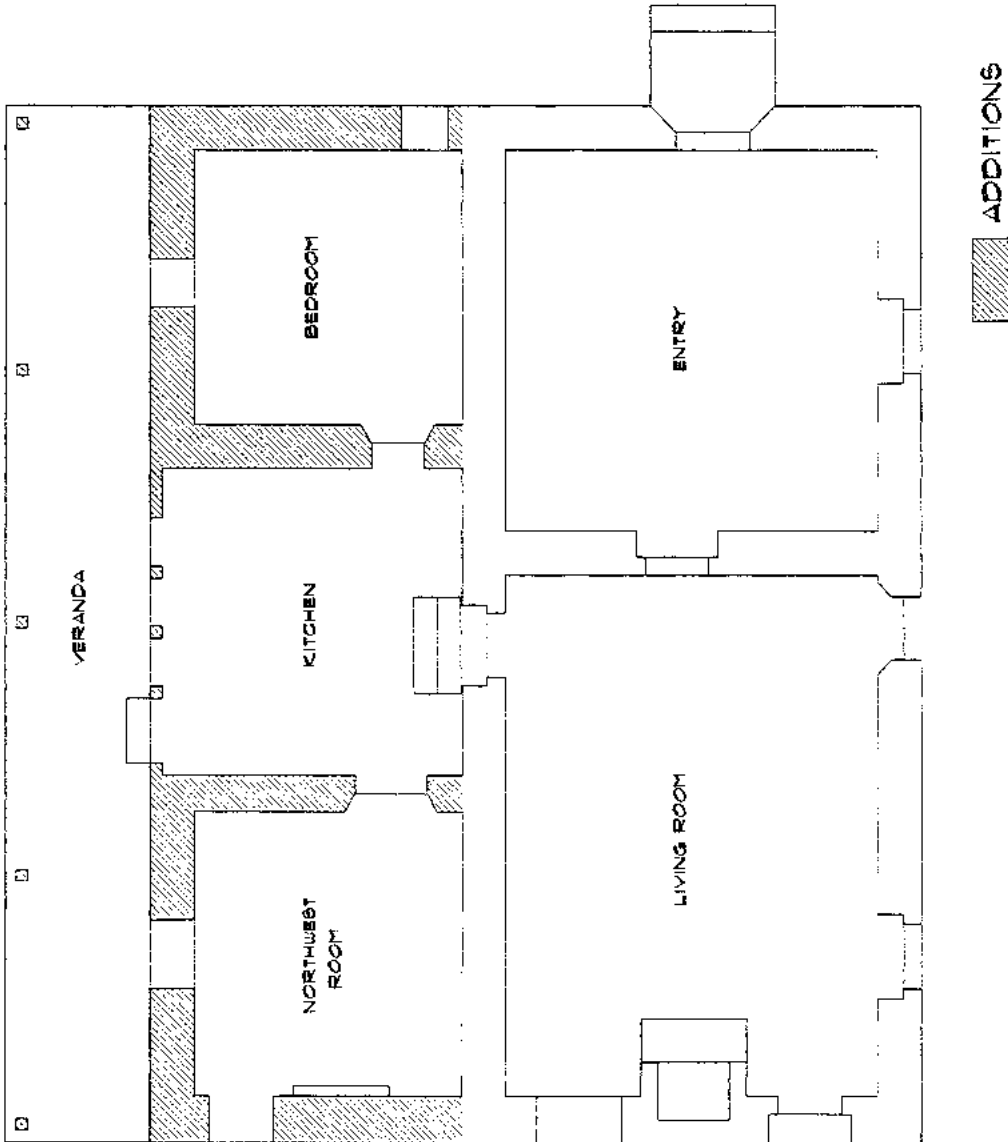 VERANDA
NORTHWEST
ROOM
KITCHEN
BEDROOM
LIVING ROOM
ENTRY
ADDITIONS